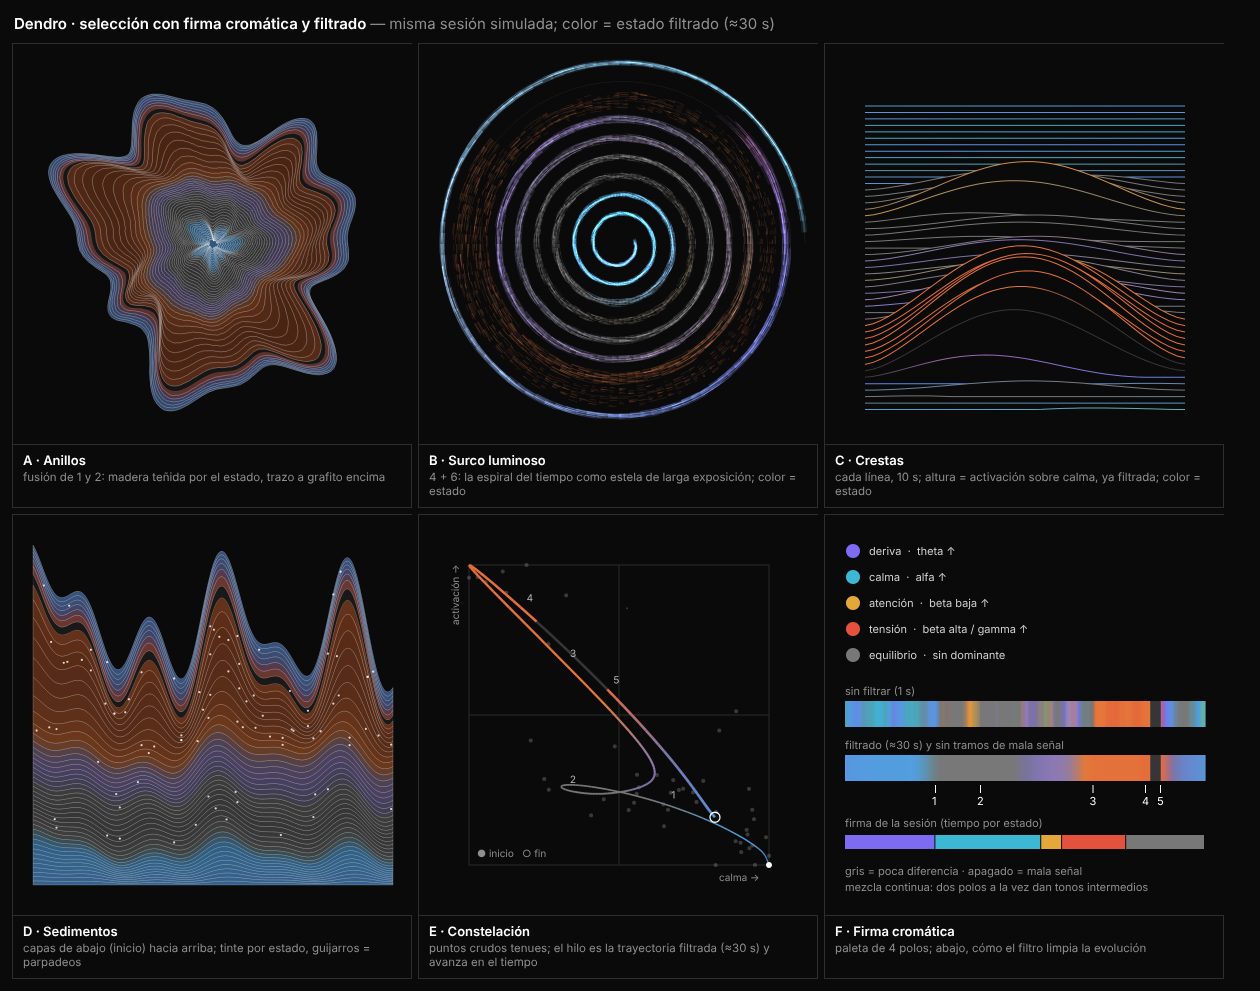 Dendro · selección con firma cromática y filtrado — misma sesión simulada; color = estado filtrado (≈30 s)
A · Anillos
fusión de 1 y 2: madera teñida por el estado, trazo a grafito encima
B · Surco luminoso
4 + 6: la espiral del tiempo como estela de larga exposición; color =
estado
C · Crestas
cada línea, 10 s; altura = activación sobre calma, ya filtrada; color =
estado
D · Sedimentos
capas de abajo (inicio) hacia arriba; tinte por estado, guijarros =
parpadeos
activación →
4
3
5
2
1
inicio
fin
calma →
E · Constelación
puntos crudos tenues; el hilo es la trayectoria filtrada (≈30 s) y
avanza en el tiempo
deriva · theta ↑
calma · alfa ↑
atención · beta baja ↑
tensión · beta alta / gamma ↑
equilibrio · sin dominante
sin filtrar (1 s)
filtrado (≈30 s) y sin tramos de mala señal
1 2 3 4 5
firma de la sesión (tiempo por estado)
gris = poca diferencia · apagado = mala señal
mezcla continua: dos polos a la vez dan tonos intermedios
F · Firma cromática
paleta de 4 polos; abajo, cómo el filtro limpia la evolución